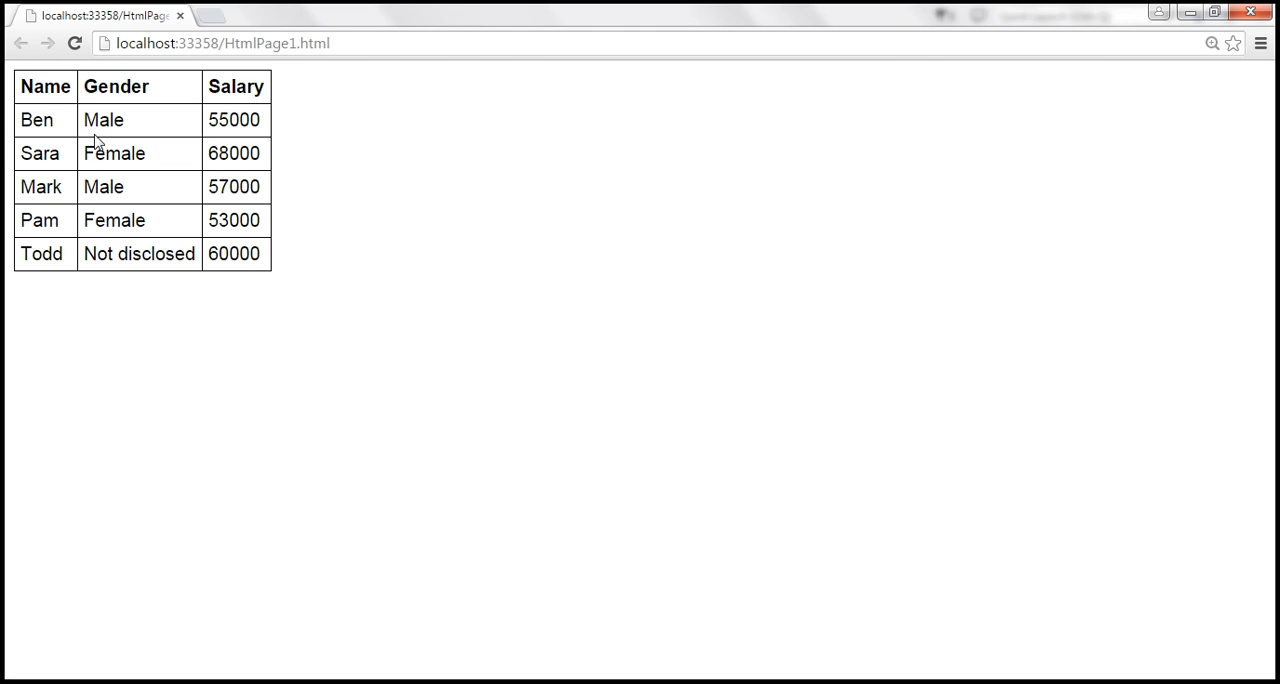 localhost:33358/HtmlPag
localhost:33358/HtmlPage1.html
Name Gender Salary
Ben Male 55000
Sara Female 68000
Mark Male 57000
Pam Female 53000
Todd Not disclosed 60000